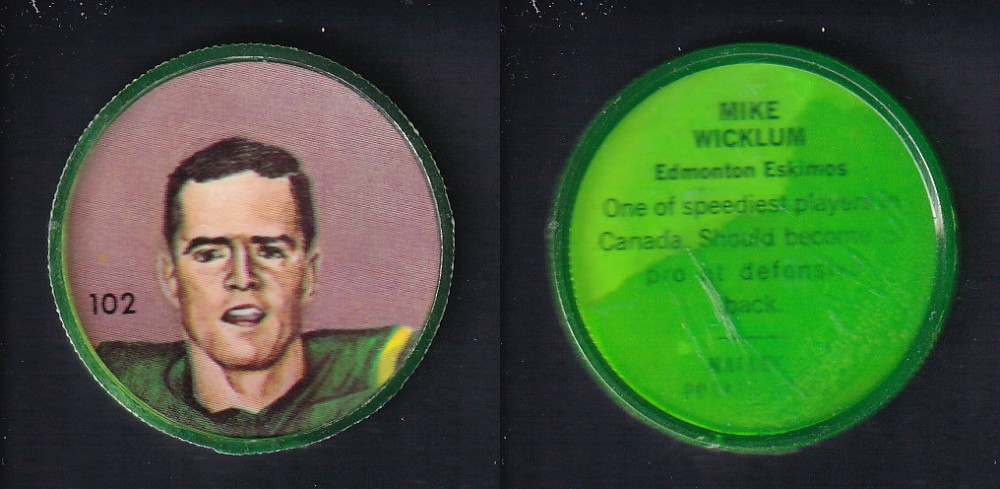 102
MIKE
WICKLUM
Edmonton Eskimos
One of speediest players in
Canada. Should become
pro at defensive
back.